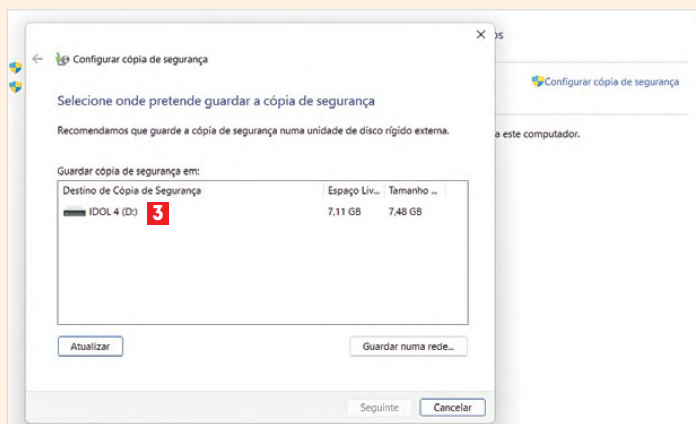 os
Configurar cópia de segurança
Configurar cópia de segurança
Selecione onde pretende guardar a cópia de segurança
Recomendamos que guarde a cópia de segurança numa unidade de disco rígido externa.
a este computador.
Guardar cópia de segurança em:
Destino de Cópia de Segurança Espaço Liv... Tamanho ...
IDOL 4 (D:) 3 7,11 GB 7,48 GB
Atualizar Guardar numa rede...
Seguinte Cancelar